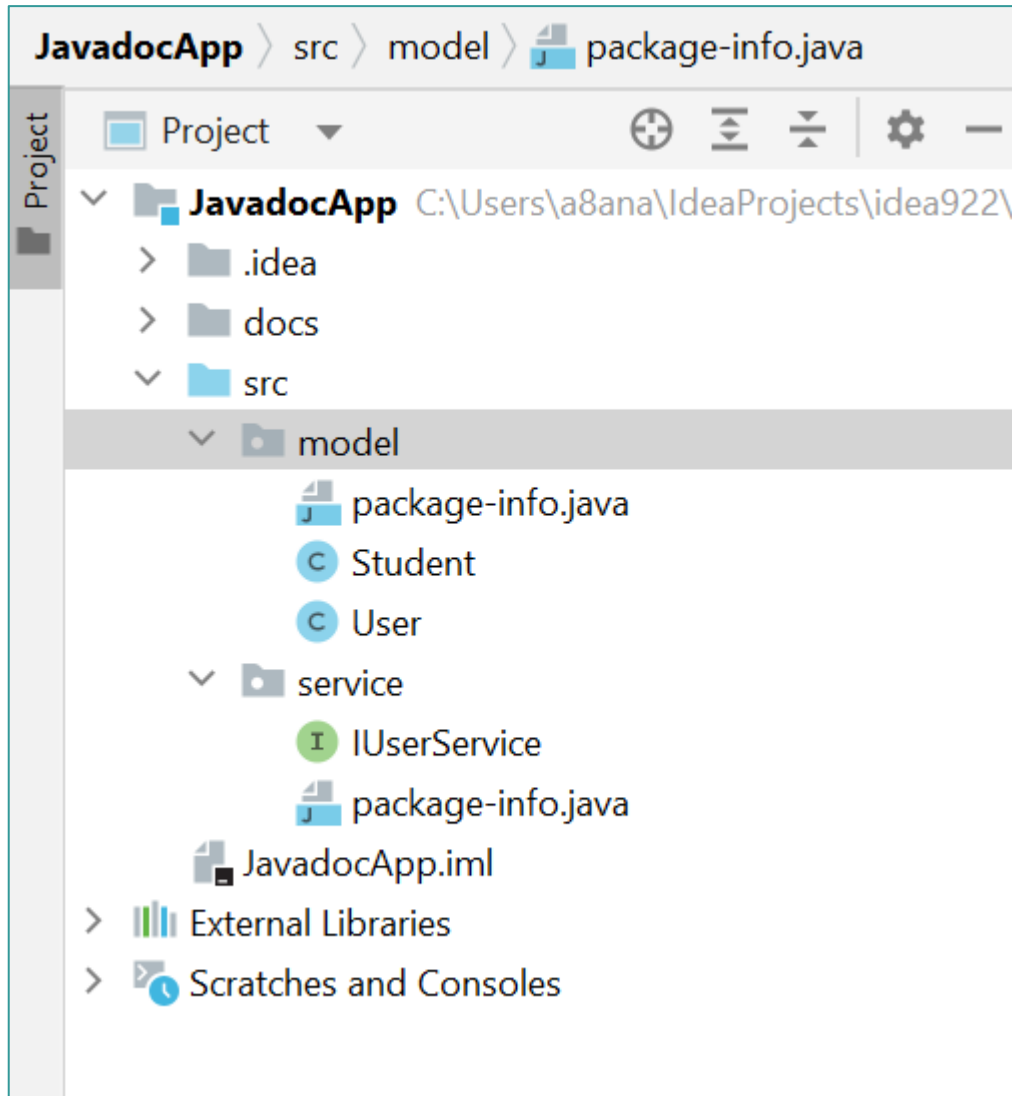 JavadocApp 〉 src 〉 model 〉 package-info.java
Project
Project
JavadocApp C:\Users\a8ana\IdeaProjects\idea922\
.idea
docs
src
model
package-info.java
C Student
C User
service
I IUserService
package-info.java
JavadocApp.iml
External Libraries
Scratches and Consoles